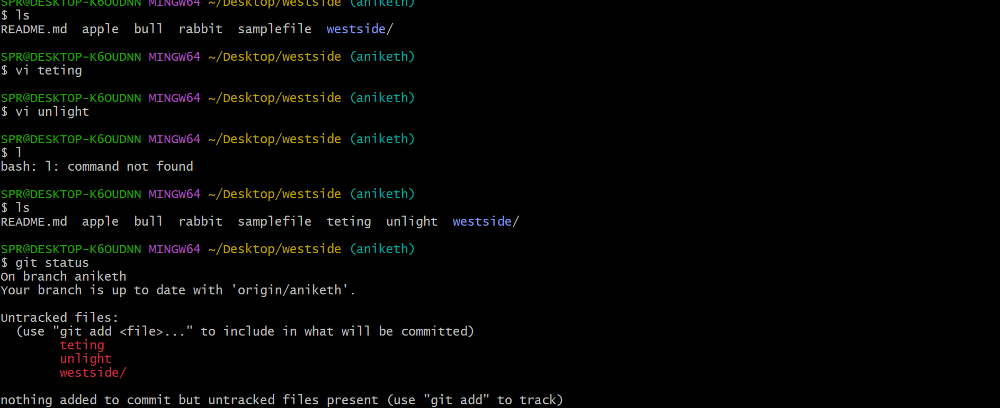 SPR@DESKTOP-K6OUDNN MINGW64 ~/Desktop/westside (aniketh)
$ ls
README.md  apple  bull  rabbit  samplefile  westside/
SPR@DESKTOP-K6OUDNN MINGW64 ~/Desktop/westside (aniketh)
$ vi teting
SPR@DESKTOP-K6OUDNN MINGW64 ~/Desktop/westside (aniketh)
$ vi unlight
SPR@DESKTOP-K6OUDNN MINGW64 ~/Desktop/westside (aniketh)
$ l
bash: l: command not found
SPR@DESKTOP-K6OUDNN MINGW64 ~/Desktop/westside (aniketh)
$ ls
README.md  apple  bull  rabbit  samplefile  teting  unlight  westside/
SPR@DESKTOP-K6OUDNN MINGW64 ~/Desktop/westside (aniketh)
$ git status
On branch aniketh
Your branch is up to date with 'origin/aniketh'.
Untracked files:
  (use "git add <file>..." to include in what will be committed)
        teting
        unlight
        westside/
nothing added to commit but untracked files present (use "git add" to track)